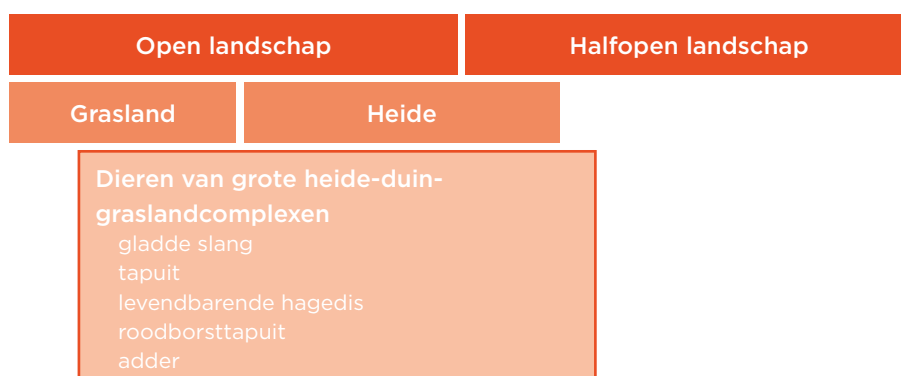 Open landschap
Halfopen landschap
Grasland
Heide
Dieren van grote heide-duin-
graslandcomplexen
gladde slang
tapuit
levendbarende hagedis
roodborsttapuit
adder